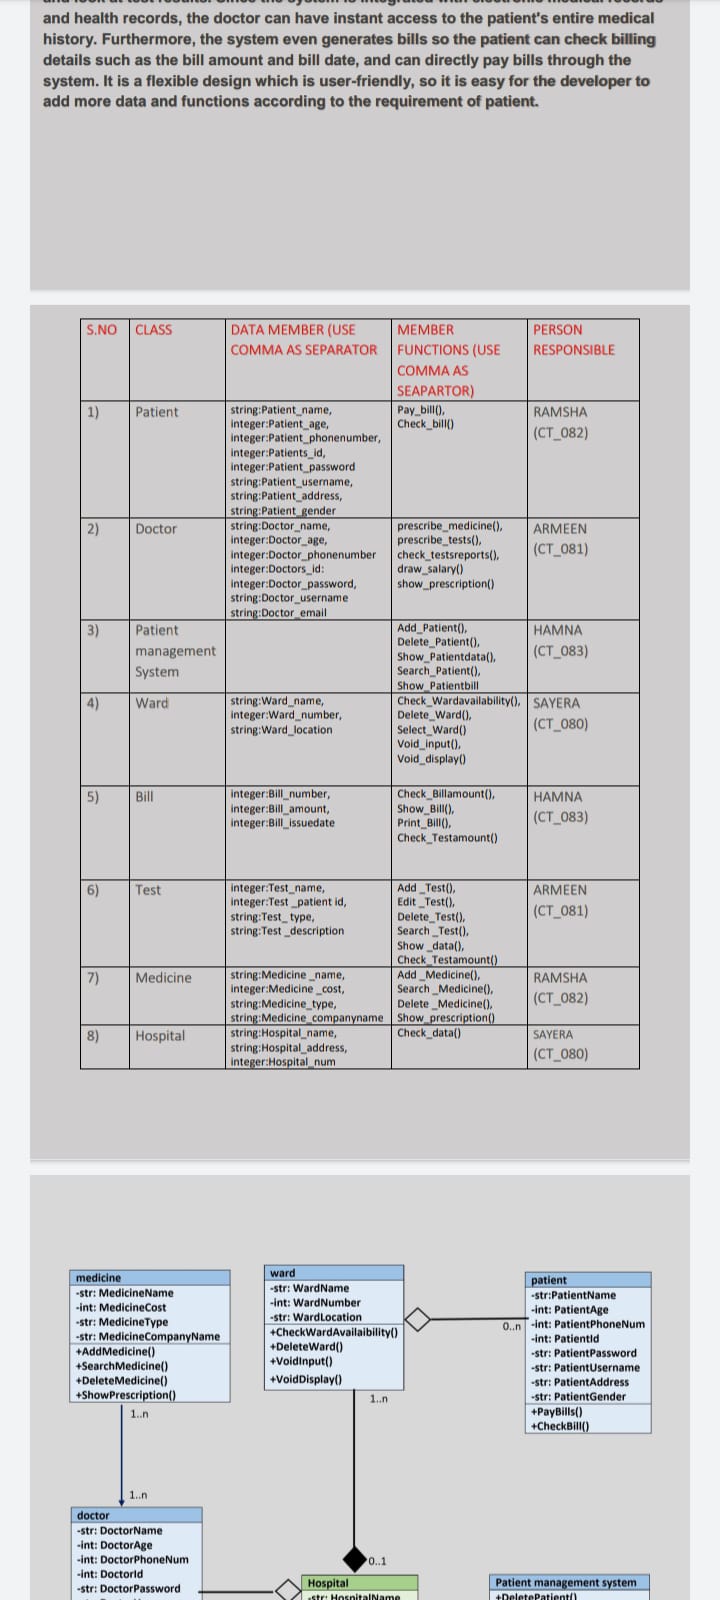 and health records, the doctor can have instant access to the patient's entire medical
history. Furthermore, the system even generates bills so the patient can check billing
details such as the bill amount and bill date, and can directly pay bills through the
system. It is a flexible design which is user-friendly, so it is easy for the developer to
add more data and functions according to the requirement of patient.
S.NO CLASS DATA MEMBER (USE COMMA AS SEPARATOR MEMBER FUNCTIONS (USE COMMA AS SEAPARTOR) PERSON RESPONSIBLE
1) Patient
string:Patient_name,
integer:Patient_age,
integer:Patient_phonenumber,
integer:Patients_id,
integer:Patient_password
string:Patient_username,
string:Patient_address,
string:Patient_gender
Pay_bill(),
Check_bill()
RAMSHA
(CT_082)
2) Doctor
string:Doctor_name,
integer:Doctor_age,
integer:Doctor_phonenumber
integer:Doctors_id:
integer:Doctor_password,
string:Doctor_username
string:Doctor_email
prescribe_medicine(),
prescribe_tests(),
check_testsreports(),
draw_salary()
show_prescription()
ARMEEN
(CT_081)
3) Patient
management
System
Add_Patient(),
Delete_Patient(),
Show_Patientdata(),
Search_Patient(),
Show_Patientbill
HAMNA
(CT_083)
4) Ward
string:Ward_name,
integer:Ward_number,
string:Ward_location
Check_Wardavailability(),
Delete_Ward(),
Select_Ward()
Void_input(),
Void_display()
SAYERA
(CT_080)
5) Bill
integer:Bill_number,
integer:Bill_amount,
integer:Bill_issuedate
Check_Billamount(),
Show_Bill(),
Print_Bill(),
Check_Testamount()
HAMNA
(CT_083)
6) Test
integer:Test_name,
integer:Test_patient id,
string:Test_ type,
string:Test _description
Add _Test(),
Edit _Test(),
Delete_Test(),
Search _Test(),
Show _data(),
Check_Testamount()
ARMEEN
(CT_081)
7) Medicine
string:Medicine _name,
integer:Medicine _cost,
string:Medicine_type,
string:Medicine_companyname
Add _Medicine(),
Search _Medicine(),
Delete _Medicine(),
Show_prescription()
RAMSHA
(CT_082)
8) Hospital
string:Hospital_name,
string:Hospital_address,
integer:Hospital_num
Check_data()
SAYERA
(CT_080)
medicine
-str: MedicineName
-int: MedicineCost
-str: MedicineType
-str: MedicineCompanyName
+AddMedicine()
+SearchMedicine()
+DeleteMedicine()
+ShowPrescription()
1..n
1..n
ward
-str: WardName
-int: WardNumber
-str: WardLocation
+CheckWardAvailaibility()
+DeleteWard()
+VoidInput()
+VoidDisplay()
1..n
0..n
patient
-str:PatientName
-int: PatientAge
-int: PatientPhoneNum
-int: PatientId
-str: PatientPassword
-str: PatientUsername
-str: PatientAddress
-str: PatientGender
+PayBills()
+CheckBill()
doctor
-str: DoctorName
-int: DoctorAge
-int: DoctorPhoneNum
-int: DoctorId
-str: DoctorPassword
0..1
Hospital
-str: HospitalName
Patient management system
+DeletePatient()